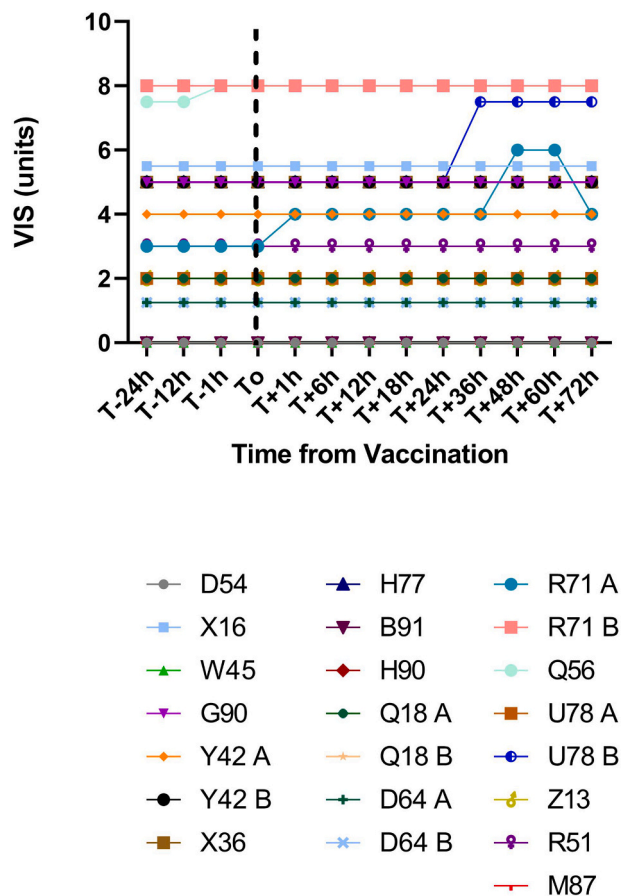 10
8
6
4
2
0
VIS (units)
T-24h T-12h T-1h To T+1h T+6h T+12h T+18h T+24h T+36h T+48h T+60h T+72h
Time from Vaccination
D54 H77 R71 A
X16 B91 R71 B
W45 H90 Q56
G90 Q18 A U78 A
Y42 A Q18 B U78 B
Y42 B D64 A Z13
X36 D64 B R51
M87